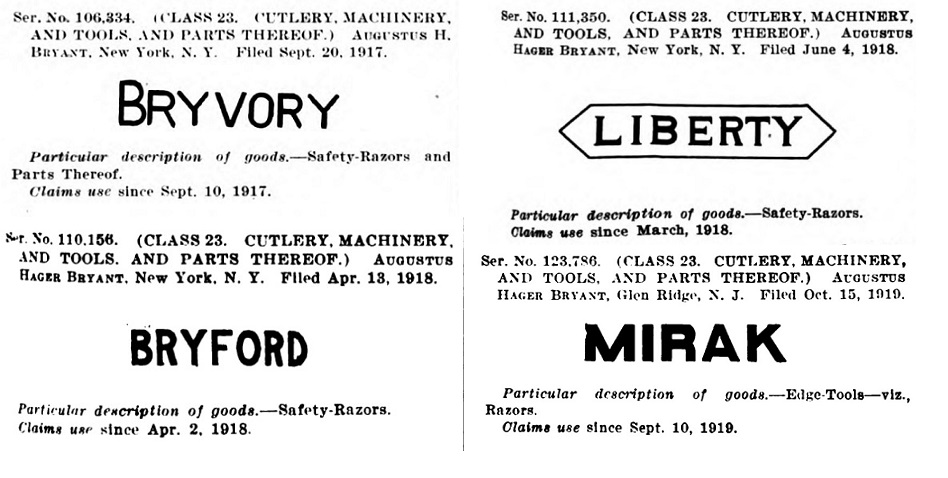 Ser. No. 106,334. (CLASS 23. CUTLERY, MACHINERY,
AND TOOLS, AND PARTS THEREOF.) AUGUSTUS H.
BRYANT, New York, N. Y. Filed Sept. 20, 1917.
BRYVORY
Particular description of goods.—Safety-Razors and
Parts Thereof.
Claims use since Sept. 10, 1917.
Ser. No. 110,156. (CLASS 23. CUTLERY, MACHINERY,
AND TOOLS, AND PARTS THEREOF.) AUGUSTUS
HAGER BRYANT, New York, N. Y. Filed Apr. 13, 1918.
BRYFORD
Particular description of goods.—Safety-Razors.
Claims use since Apr. 2, 1918.
Ser. No. 111,350. (CLASS 23. CUTLERY, MACHINERY,
AND TOOLS, AND PARTS THEREOF.) AUGUSTUS
HAGER BRYANT, New York, N. Y. Filed June 4, 1918.
LIBERTY
Particular description of goods.—Safety-Razors.
Claims use since March, 1918.
Ser. No. 123,786. (CLASS 23. CUTLERY, MACHINERY,
AND TOOLS, AND PARTS THEREOF.) AUGUSTUS
HAGER BRYANT, Glen Ridge, N. J. Filed Oct. 15, 1919.
MIRAK
Particular description of goods.—Edge-Tools—viz.,
Razors.
Claims use since Sept. 10, 1919.